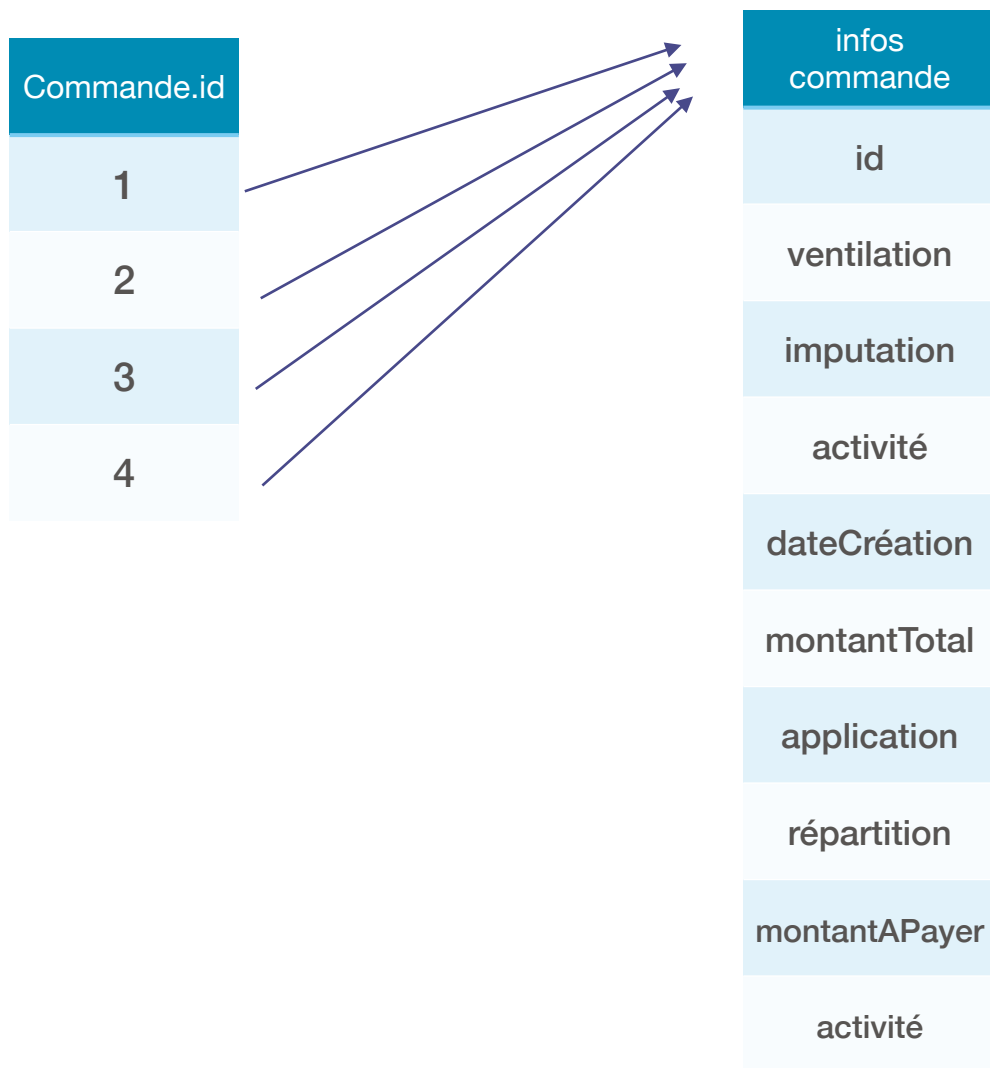 Commande.id
1
2
3
4
infos
commande
id
ventilation
imputation
activité
dateCréation
montantTotal
application
répartition
montantAPayer
activité